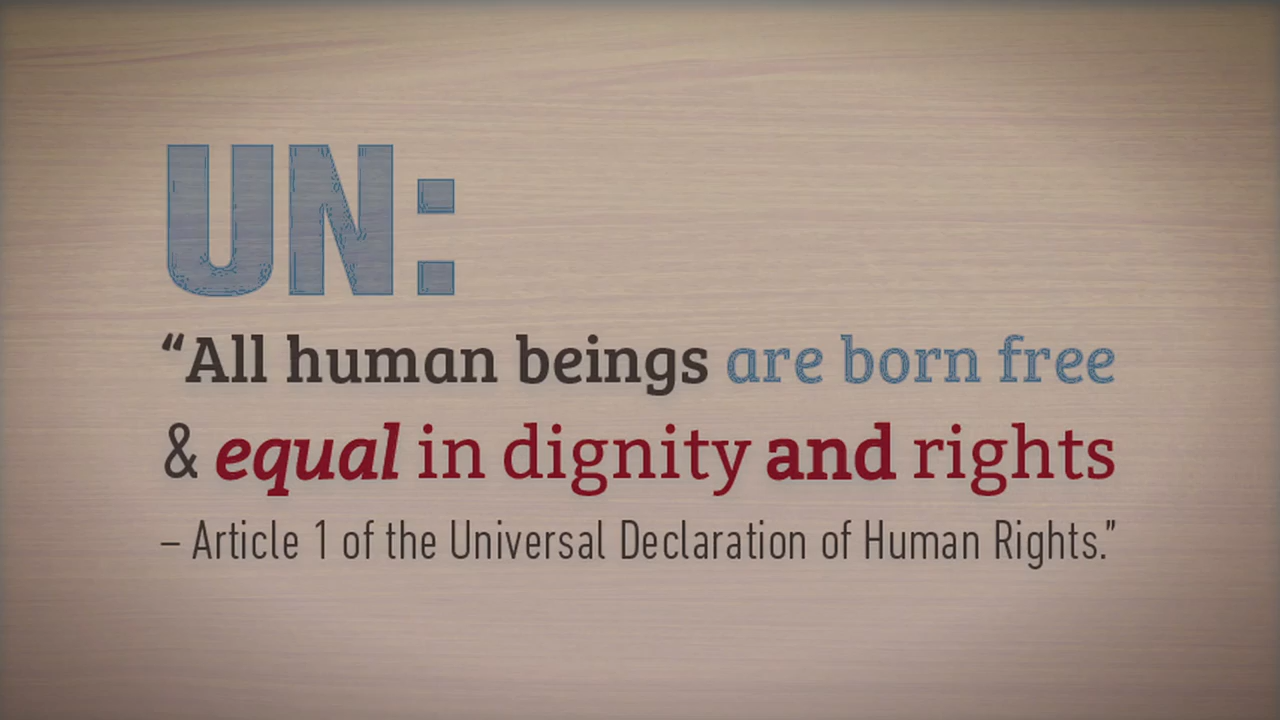 UN:
“All human beings are born free
& equal in dignity and rights
– Article 1 of the Universal Declaration of Human Rights.”